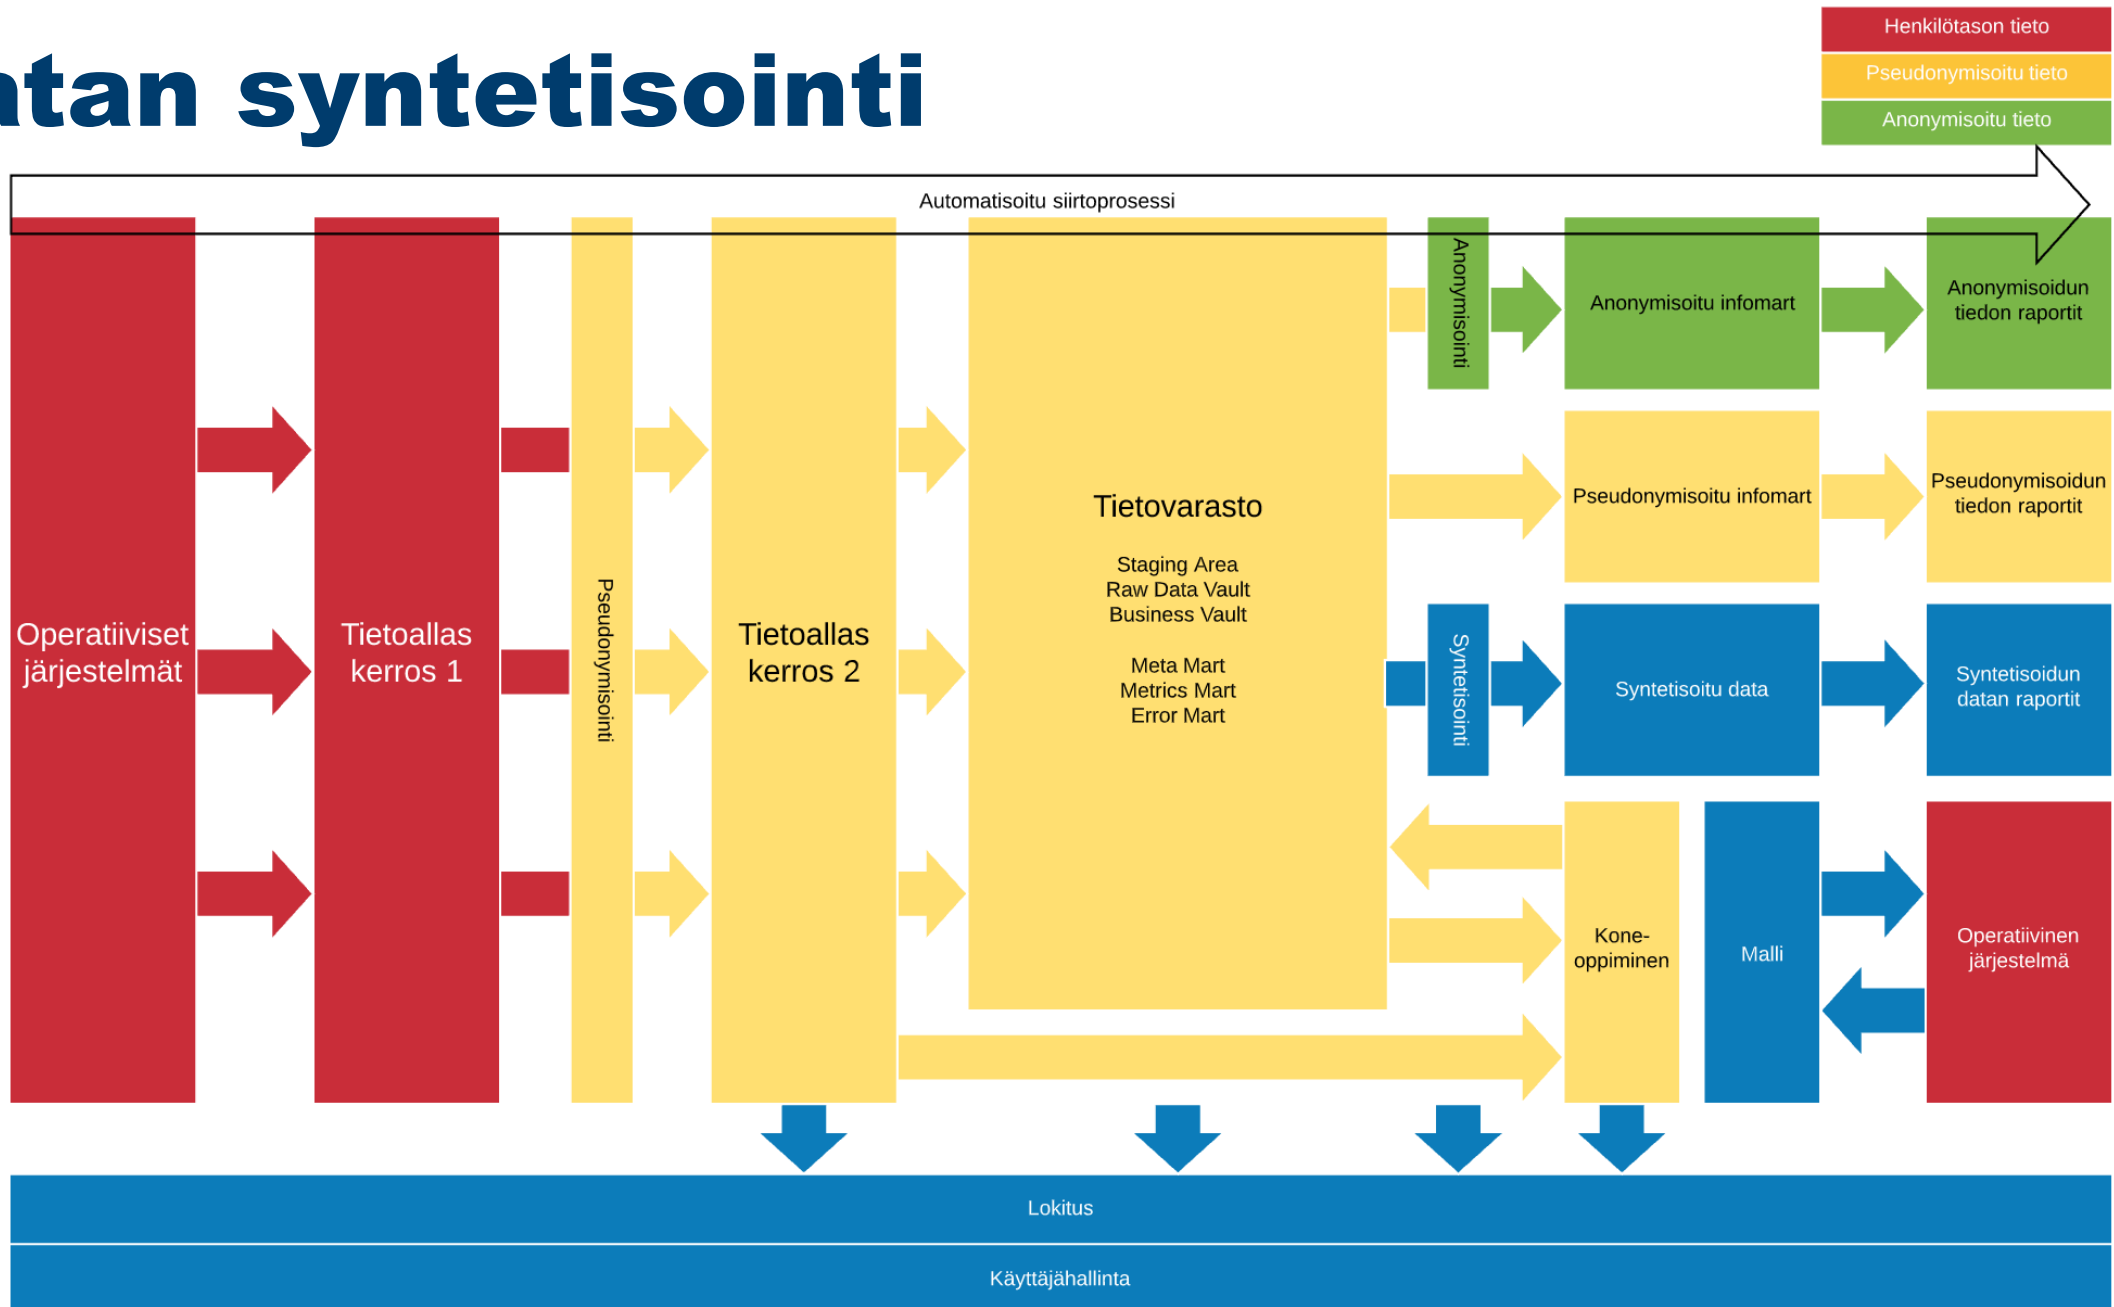 atan syntetisointi
Henkilötason tieto
Pseudonymisoitu tieto
Anonymisoitu tieto
Automatisoitu siirtoprosessi
Operatiiviset
järjestelmät
Tietoallas
kerros 1
Pseudonymisointi
Tietoallas
kerros 2
Tietovarasto
Staging Area
Raw Data Vault
Business Vault
Meta Mart
Metrics Mart
Error Mart
Anonymisointi
Anonymisoitu infomart
Anonymisoidun
tiedon raportit
Pseudonymisoitu infomart
Pseudonymisoidun
tiedon raportit
Syntetisointi
Syntetisoitu data
Syntetisoidun
datan raportit
Kone-
oppiminen
Malli
Operatiivinen
järjestelmä
Lokitus
Käyttäjähallinta